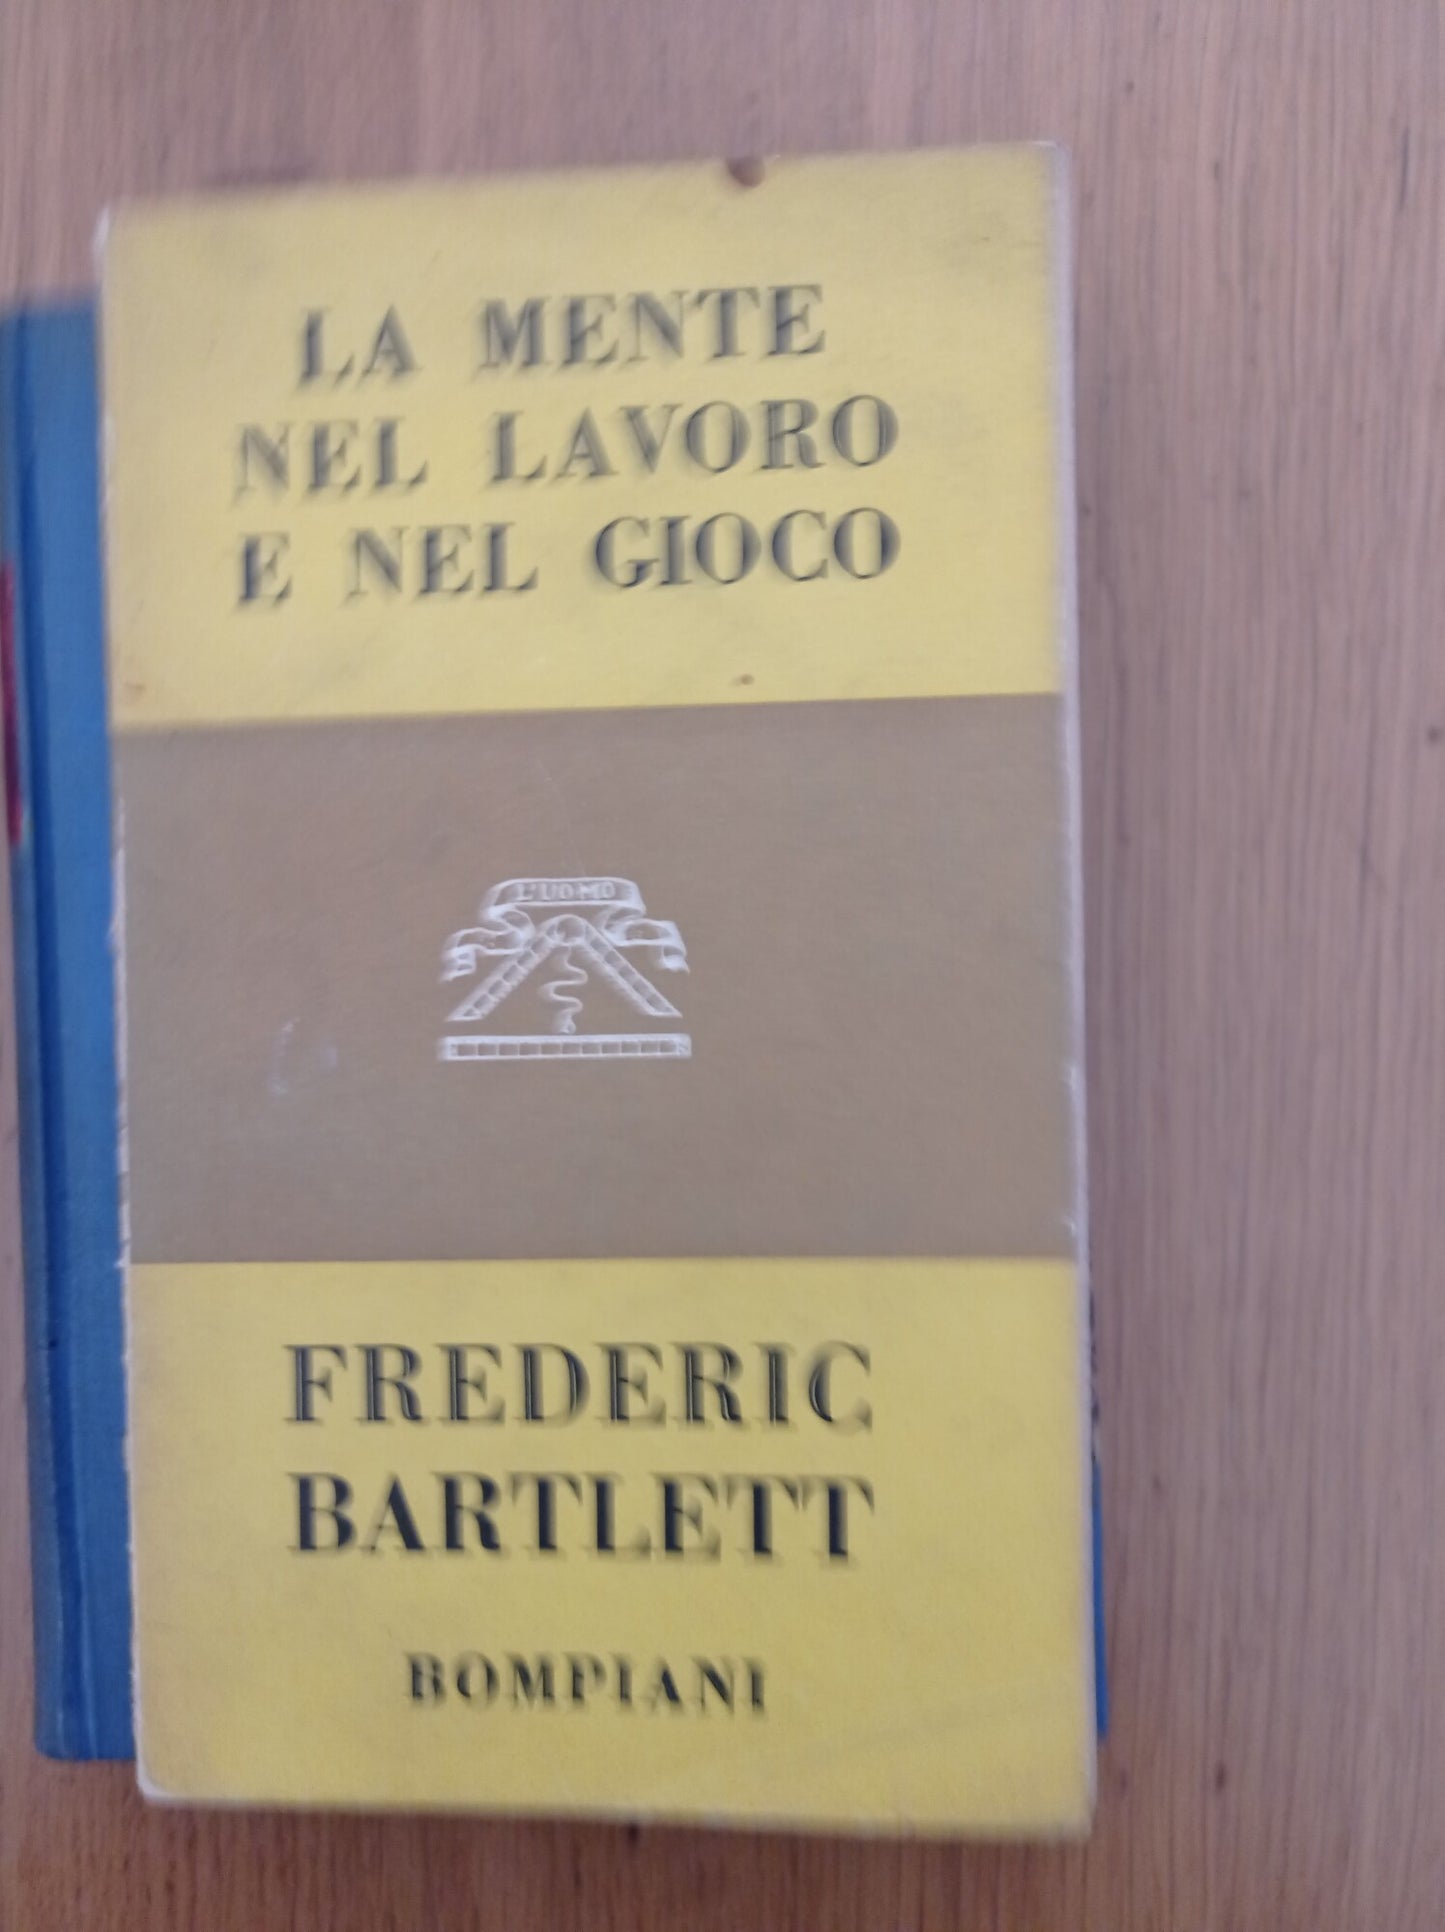 LA MENTE
NEL LAVORO
E NEL GIOCO
L'UOMO
FREDERIC
BARTLETT
BOMPIANI